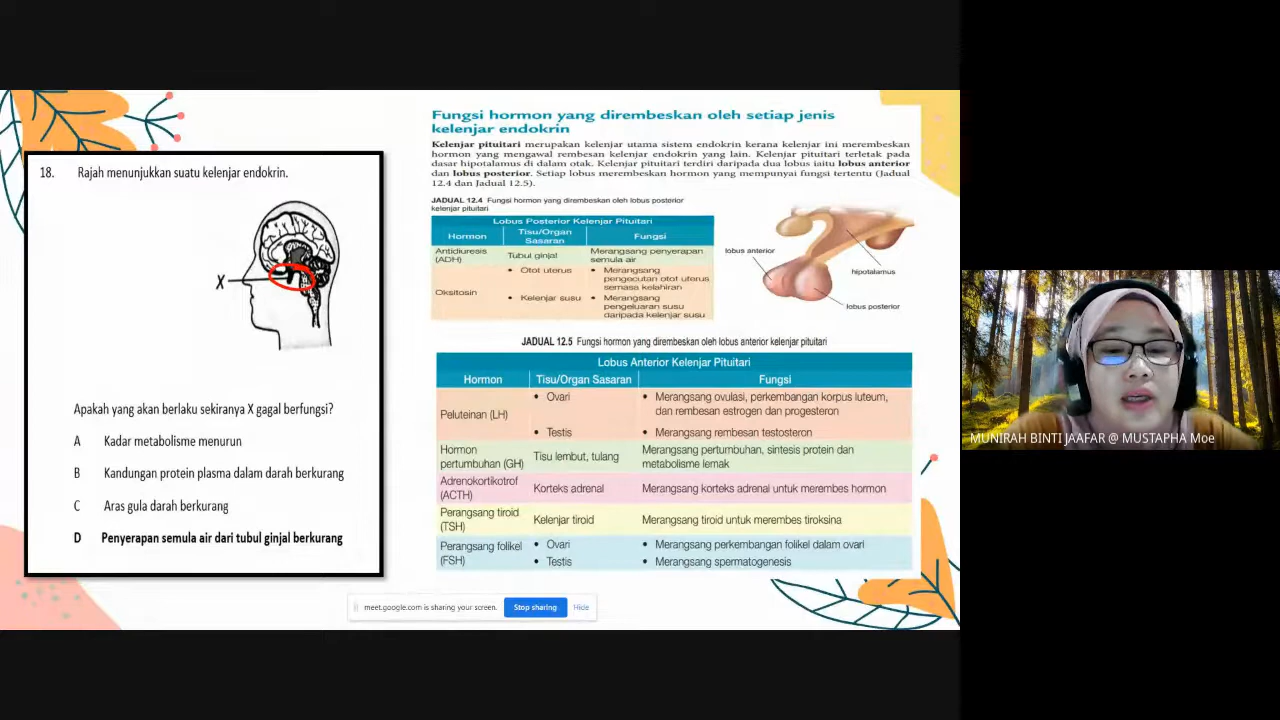 18. Rajah menunjukkan suatu kelenjar endokrin.
X
Apakah yang akan berlaku sekiranya X gagal berfungsi?
A Kadar metabolisme menurun
B Kandungan protein plasma dalam darah berkurang
C Aras gula darah berkurang
D Penyerapan semula air dari tubul ginjal berkurang
Fungsi hormon yang dirembeskan oleh setiap jenis
kelenjar endokrin
Kelenjar pituitari merupakan kelenjar utama sistem endokrin kerana kelenjar ini merembeskan
hormon yang mengawal rembesan kelenjar endokrin yang lain. Kelenjar pituitari terletak pada
dasar hipotalamus di dalam otak. Kelenjar pituitari terdiri daripada dua lobus iaitu lobus anterior
dan lobus posterior. Setiap lobus merembeskan hormon yang mempunyai fungsi tertentu (Jadual
12.4 dan Jadual 12.5).
JADUAL 12.4 Fungsi hormon yang dirembeskan oleh lobus posterior
kelenjar pituitari
Lobus Posterior Kelenjar Pituitari
Hormon Tisu/Organ Sasaran Fungsi
Antidiuresis (ADH) Tubul ginjal Merangsang penyerapan semula air
Oksitosin
• Otot uterus • Merangsang pengecutan otot uterus semasa kelahiran
• Kelenjar susu • Merangsang pengeluaran susu daripada kelenjar susu
lobus anterior
hipotalamus
lobus posterior
JADUAL 12.5 Fungsi hormon yang dirembeskan oleh lobus anterior kelenjar pituitari
Lobus Anterior Kelenjar Pituitari
Hormon Tisu/Organ Sasaran Fungsi
Peluteinan (LH)
• Ovari • Merangsang ovulasi, perkembangan korpus luteum, dan rembesan estrogen dan progesteron
• Testis • Merangsang rembesan testosteron
Hormon pertumbuhan (GH) Tisu lembut, tulang Merangsang pertumbuhan, sintesis protein dan metabolisme lemak
Adrenokortikotrof (ACTH) Korteks adrenal Merangsang korteks adrenal untuk merembes hormon
Perangsang tiroid (TSH) Kelenjar tiroid Merangsang tiroid untuk merembes tiroksina
Perangsang folikel (FSH)
• Ovari • Merangsang perkembangan folikel dalam ovari
• Testis • Merangsang spermatogenesis
meet.google.com is sharing your screen. Stop sharing Hide
MUNIRAH BINTI JAAFAR @ MUSTAPHA Moe